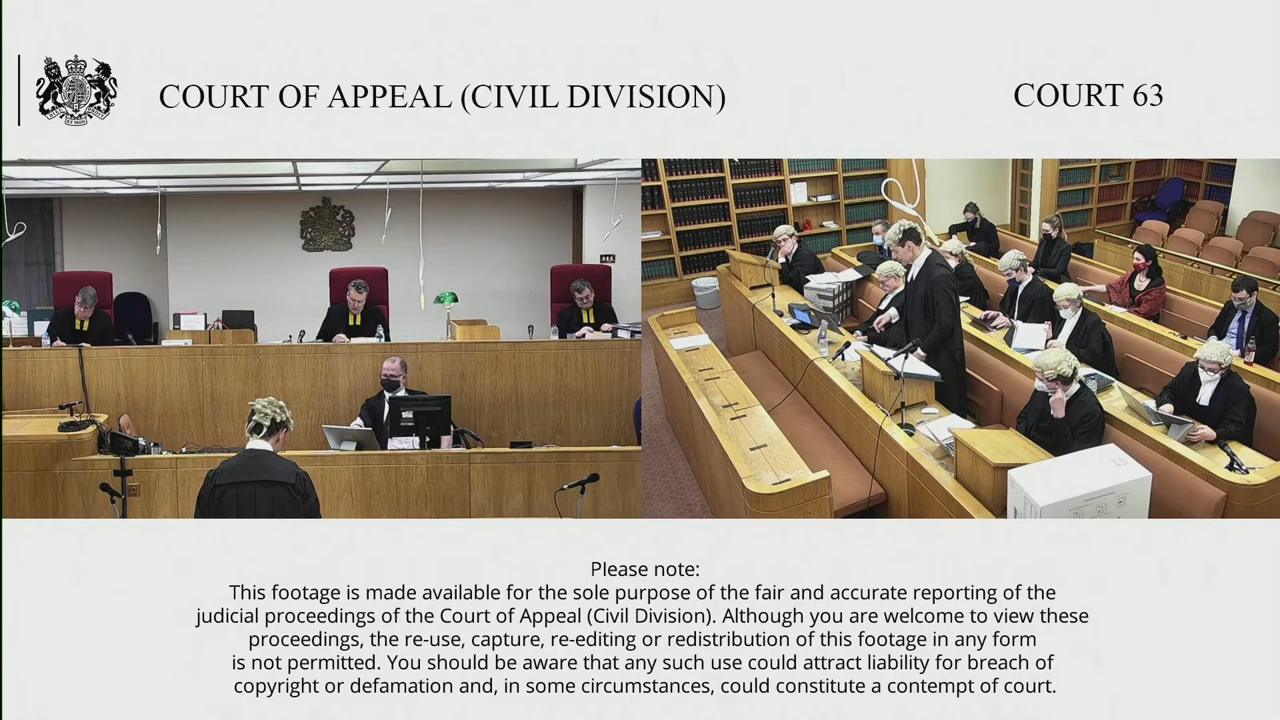 COURT OF APPEAL (CIVIL DIVISION)
COURT 63
Please note:
This footage is made available for the sole purpose of the fair and accurate reporting of the
judicial proceedings of the Court of Appeal (Civil Division). Although you are welcome to view these
proceedings, the re-use, capture, re-editing or redistribution of this footage in any form
is not permitted. You should be aware that any such use could attract liability for breach of
copyright or defamation and, in some circumstances, could constitute a contempt of court.